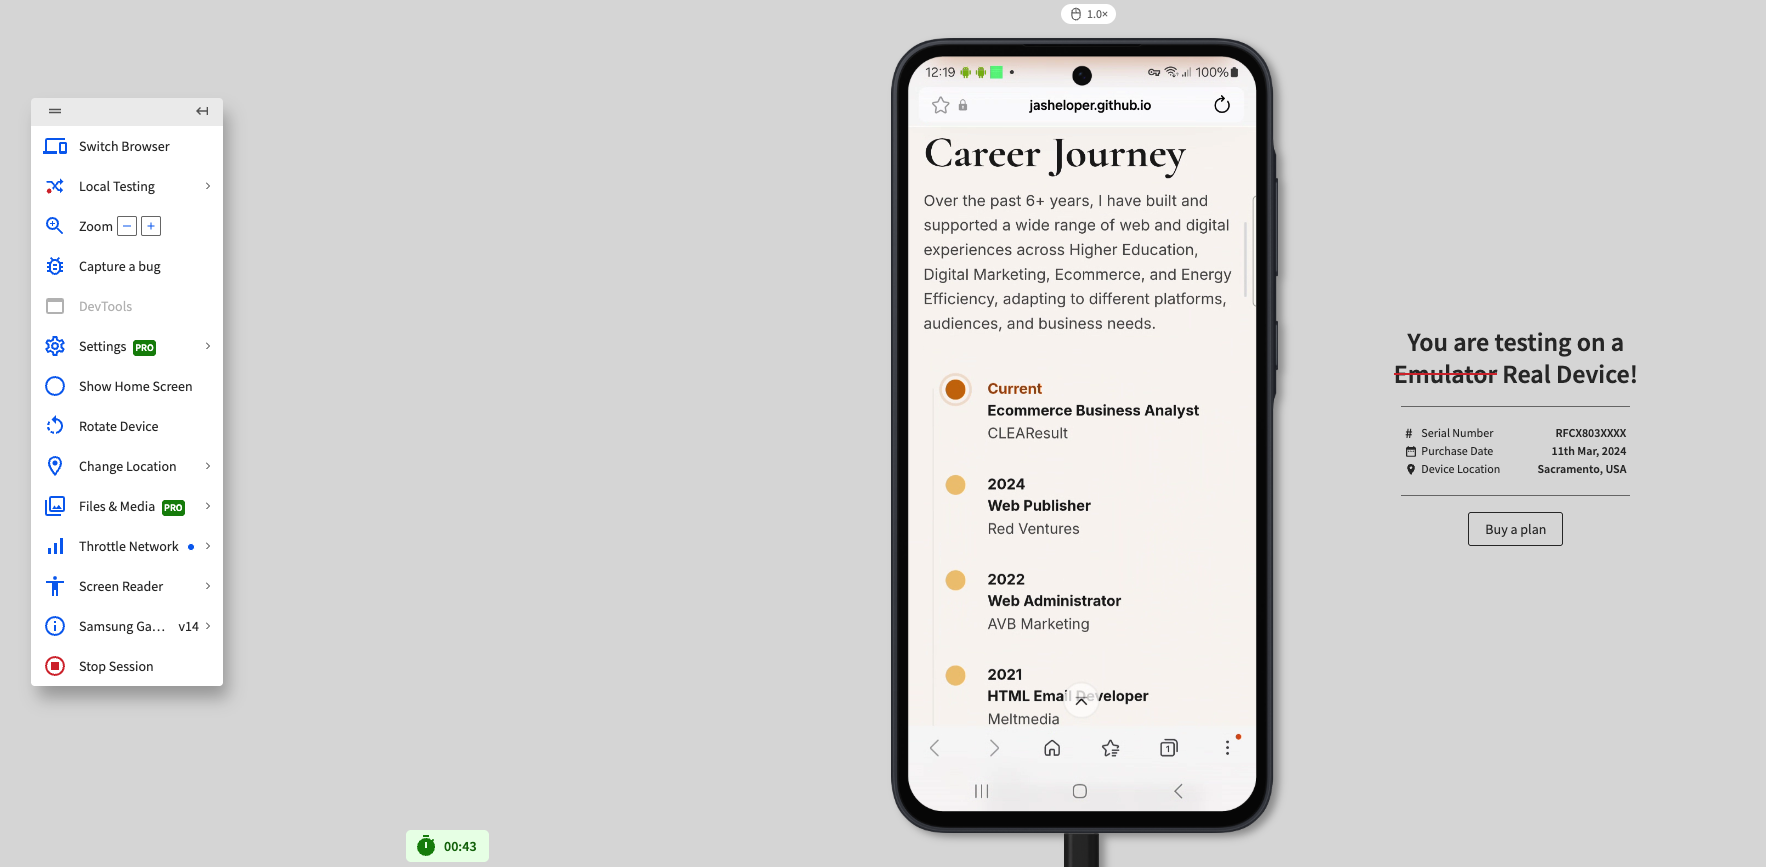 1.0×
12:19
100%
jasheloper.github.io
Career Journey
Over the past 6+ years, I have built and
supported a wide range of web and digital
experiences across Higher Education,
Digital Marketing, Ecommerce, and Energy
Efficiency, adapting to different platforms,
audiences, and business needs.
Current
Ecommerce Business Analyst
CLEAResult
2024
Web Publisher
Red Ventures
2022
Web Administrator
AVB Marketing
2021
HTML Email Developer
Meltmedia
1
Switch Browser
Local Testing
Zoom
Capture a bug
DevTools
Settings PRO
Show Home Screen
Rotate Device
Change Location
Files & Media PRO
Throttle Network
Screen Reader
Samsung Ga... v14
Stop Session
00:43
You are testing on a
Emulator Real Device!
# Serial Number RFCX803XXXX
Purchase Date 11th Mar, 2024
Device Location Sacramento, USA
Buy a plan